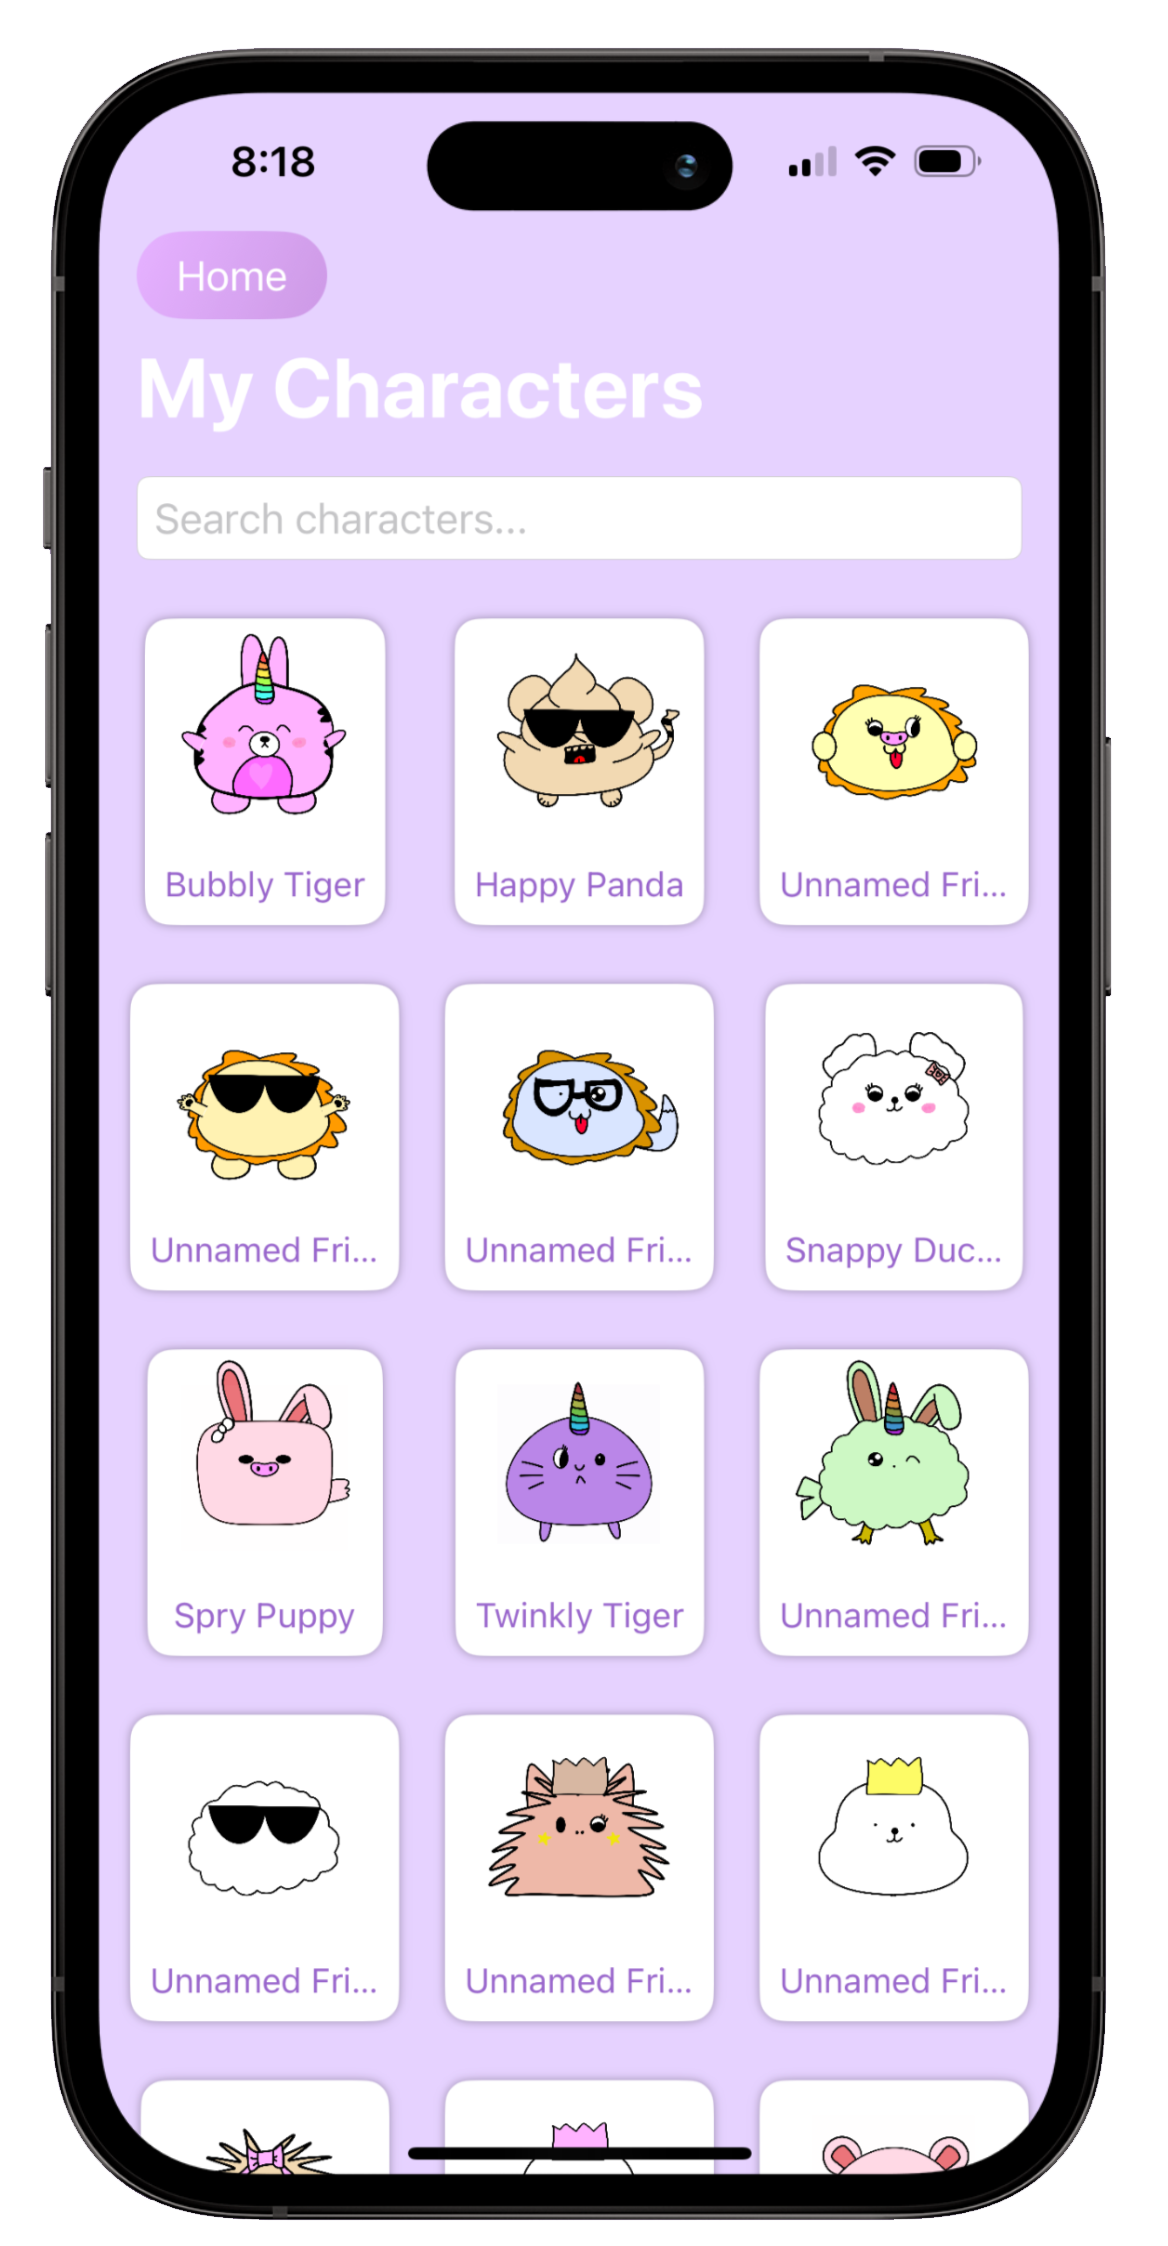 8:18
Home
My Characters
Search characters...
Bubbly Tiger
Happy Panda
Unnamed Fri...
Unnamed Fri...
Unnamed Fri...
Snappy Duc...
Spry Puppy
Twinkly Tiger
Unnamed Fri...
Unnamed Fri...
Unnamed Fri...
Unnamed Fri...